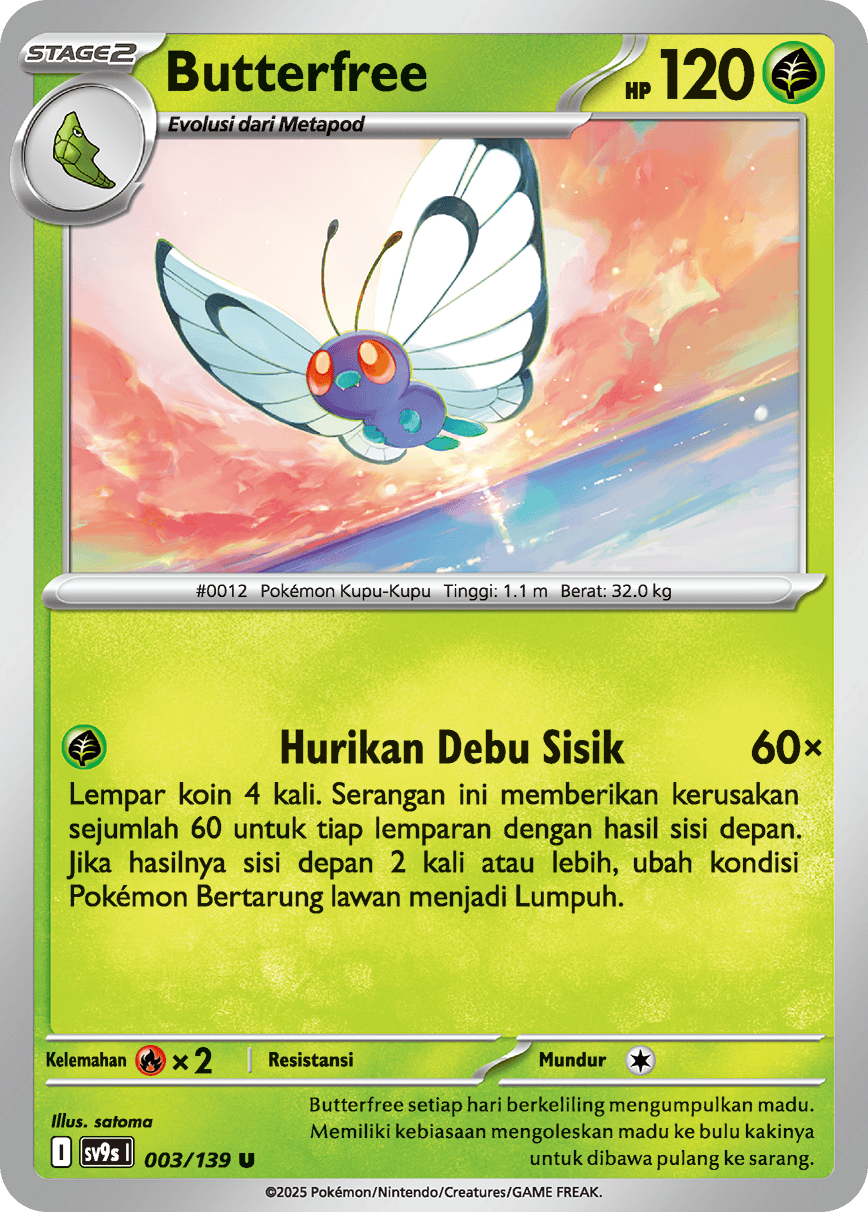 STAGE2
Butterfree
HP 120
Evolusi dari Metapod
#0012 Pokémon Kupu-Kupu Tinggi: 1.1 m Berat: 32.0 kg
Hurikan Debu Sisik 60×
Lempar koin 4 kali. Serangan ini memberikan kerusakan
sejumlah 60 untuk tiap lemparan dengan hasil sisi depan.
Jika hasilnya sisi depan 2 kali atau lebih, ubah kondisi
Pokémon Bertarung lawan menjadi Lumpuh.
Kelemahan ×2 Resistansi Mundur
Butterfree setiap hari berkeliling mengumpulkan madu.
Memiliki kebiasaan mengoleskan madu ke bulu kakinya
untuk dibawa pulang ke sarang.
Illus. satoma
I sv9s I 003/139 U
©2025 Pokémon/Nintendo/Creatures/GAME FREAK.